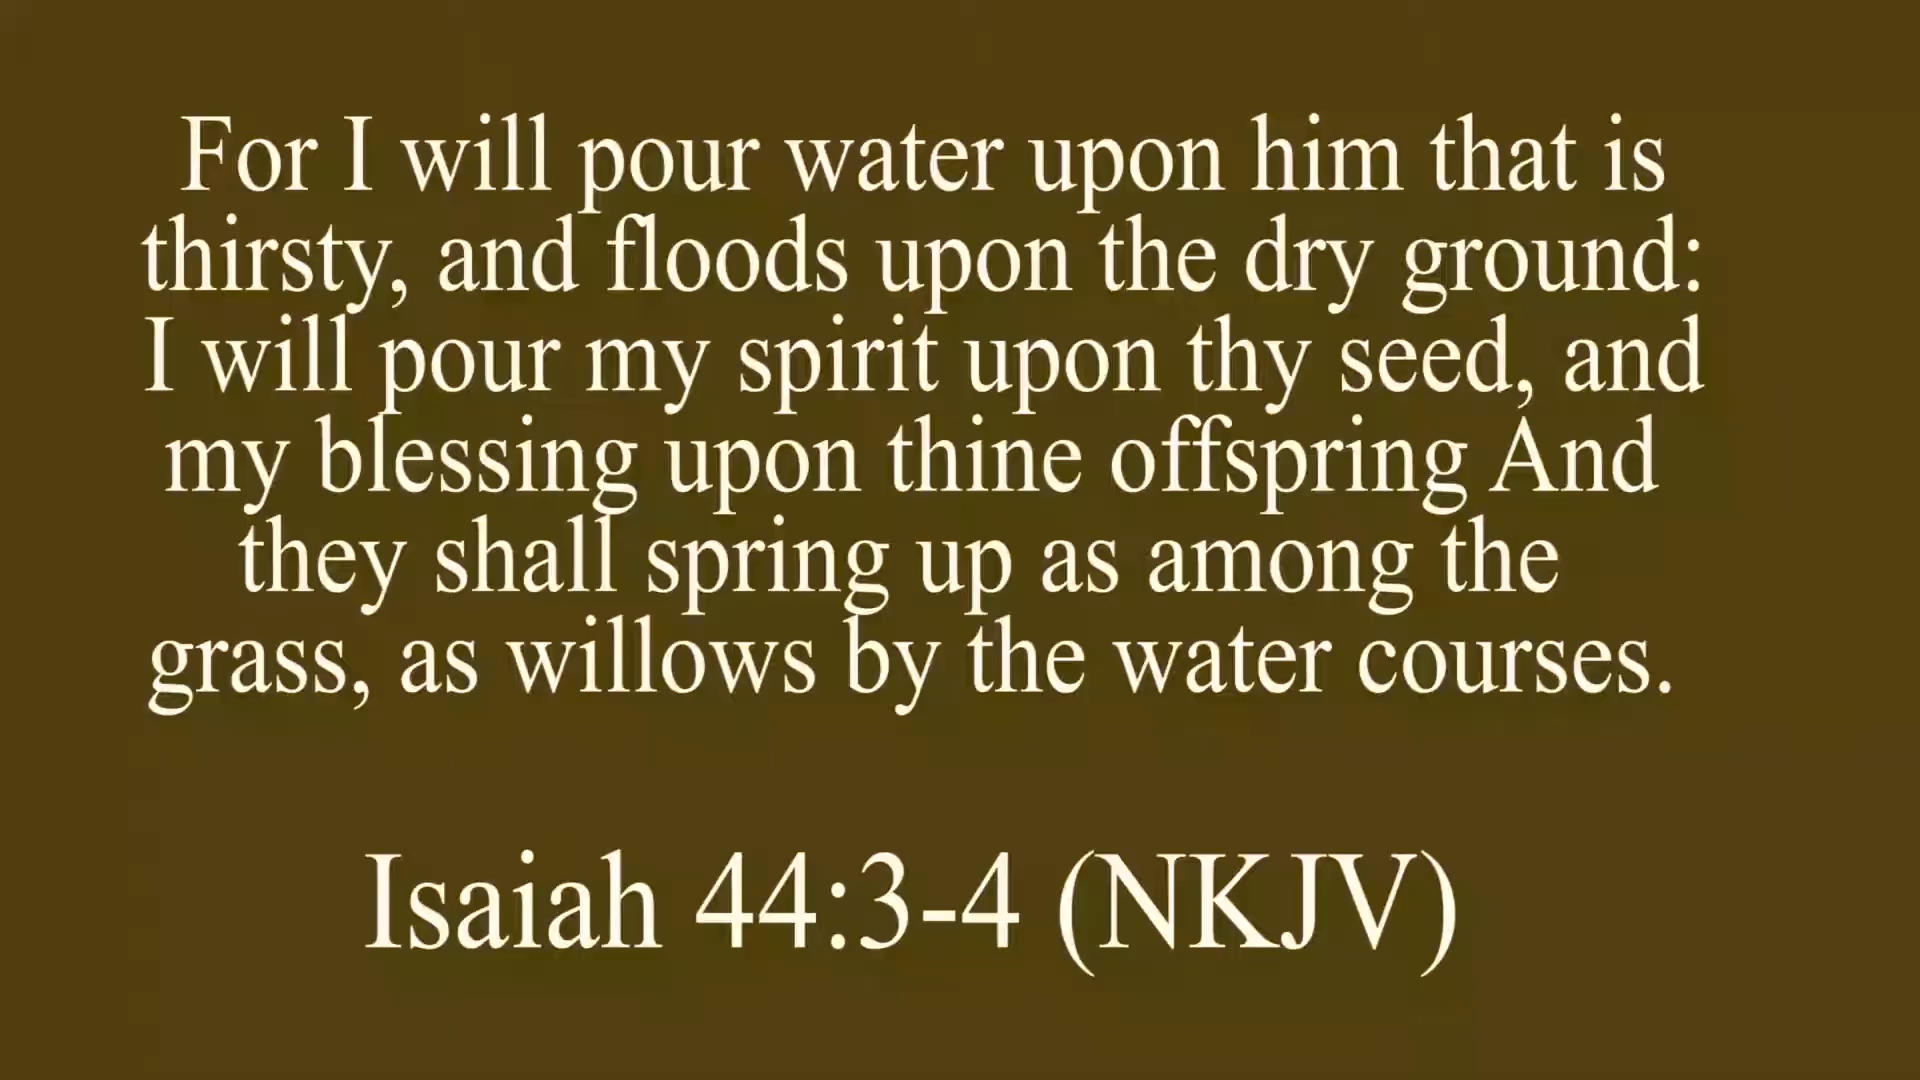 For I will pour water upon him that is
thirsty, and floods upon the dry ground:
I will pour my spirit upon thy seed, and
my blessing upon thine offspring And
they shall spring up as among the
grass, as willows by the water courses.
Isaiah 44:3-4 (NKJV)